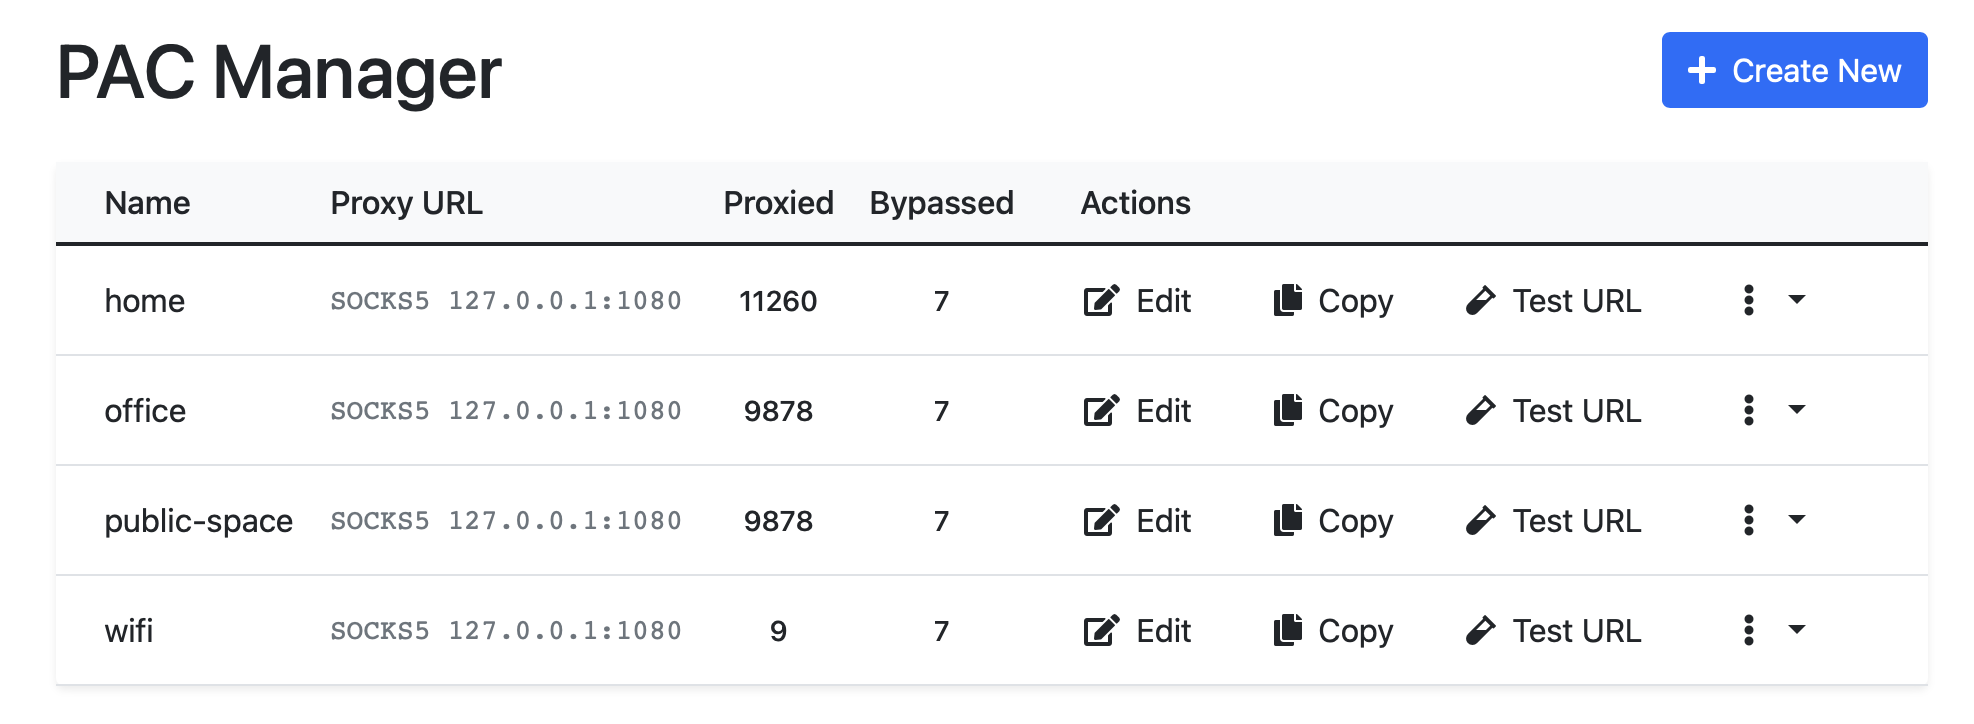 PAC Manager
Create New
Name Proxy URL Proxied Bypassed Actions
home SOCKS5 127.0.0.1:1080 11260 7 Edit Copy Test URL
office SOCKS5 127.0.0.1:1080 9878 7 Edit Copy Test URL
public-space SOCKS5 127.0.0.1:1080 9878 7 Edit Copy Test URL
wifi SOCKS5 127.0.0.1:1080 9 7 Edit Copy Test URL